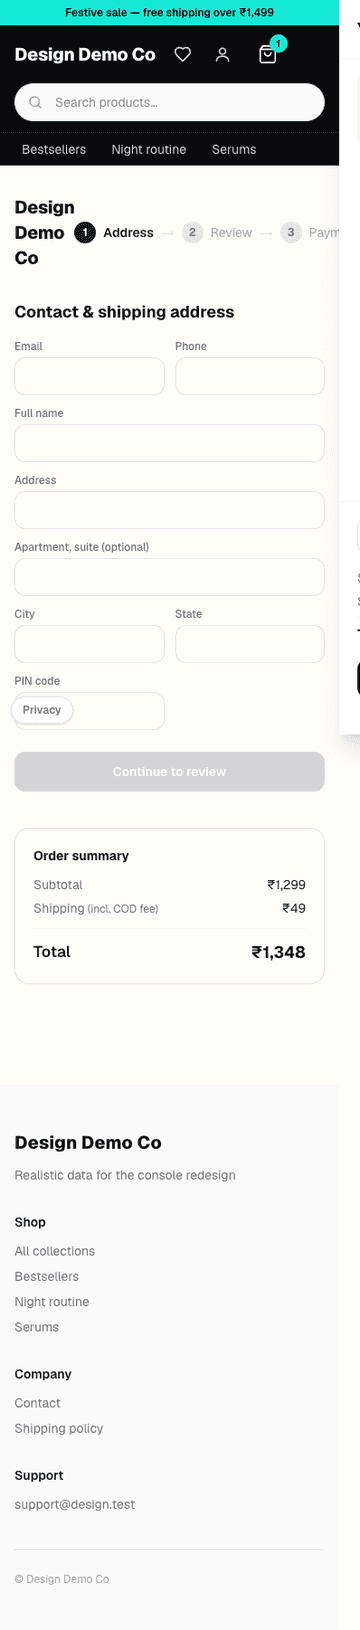 Festive sale — free shipping over ₹1,499
Design Demo Co
1
Search products…
Bestsellers Night routine Serums
Design
Demo
Co
1 Address → 2 Review → 3 Paym
Contact & shipping address
Email Phone
Full name
Address
Apartment, suite (optional)
City State
PIN code
Privacy
Continue to review
Order summary
Subtotal ₹1,299
Shipping (incl. COD fee) ₹49
Total ₹1,348
Design Demo Co
Realistic data for the console redesign
Shop
All collections
Bestsellers
Night routine
Serums
Company
Contact
Shipping policy
Support
support@design.test
© Design Demo Co